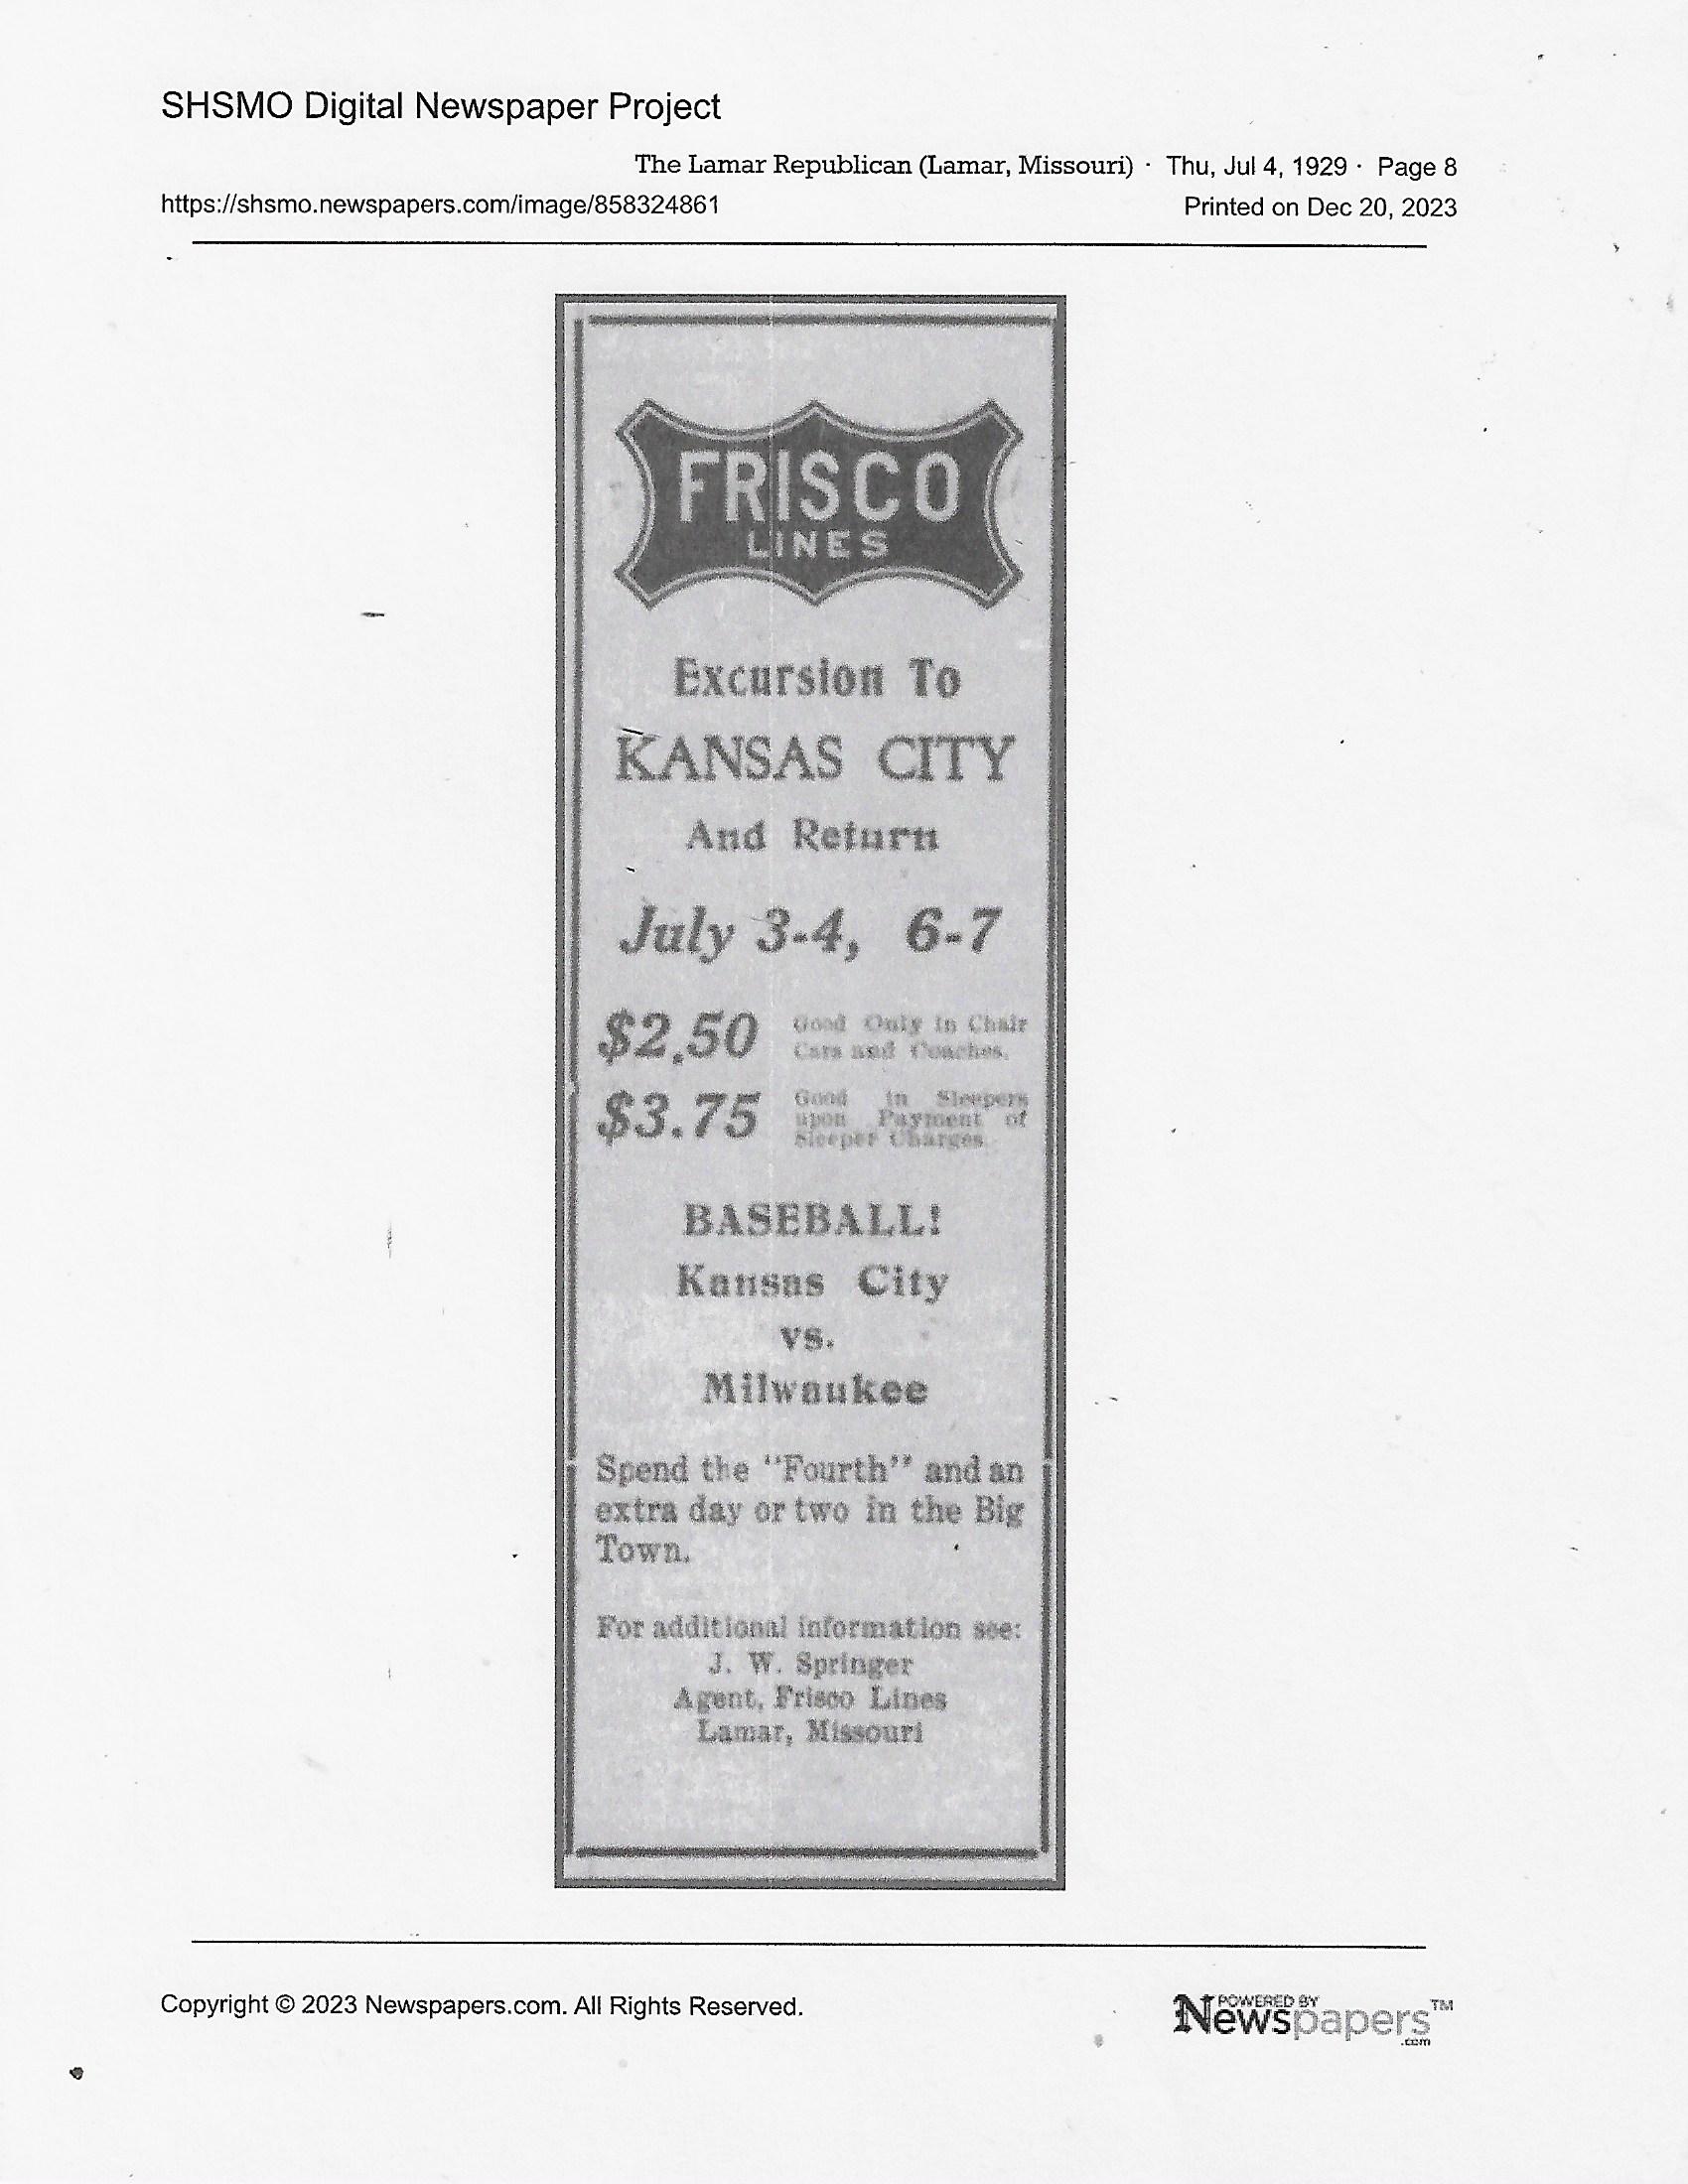 SHSMO Digital Newspaper Project
The Lamar Republican (Lamar, Missouri) · Thu, Jul 4, 1929 · Page 8
https://shsmo.newspapers.com/image/858324861
Printed on Dec 20, 2023
FRISCO
LINES
Excursion To
KANSAS CITY
And Return
July 3-4, 6-7
$2.50
Good Only in Chair
Cars and Coaches.
$3.75
Good in Sleepers
upon Payment of
Sleeper Charges.
BASEBALL!
Kansas City
vs.
Milwaukee
Spend the "Fourth" and an
extra day or two in the Big
Town.
For additional information see:
J. W. Springer
Agent, Frisco Lines
Lamar, Missouri
Copyright © 2023 Newspapers.com. All Rights Reserved.
POWERED BY
Newspapers™
.com